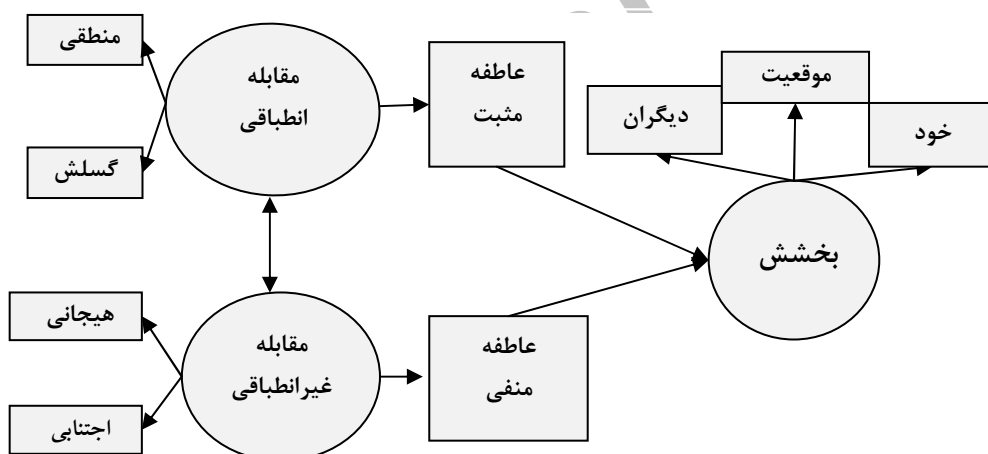 منطقی
مقابله
انطباقی
گسلش
عاطفه
مثبت
موقعیت
دیگران
خود
بخشش
هیجانی
مقابله
غیرانطباقی
اجتنابی
عاطفه
منفی